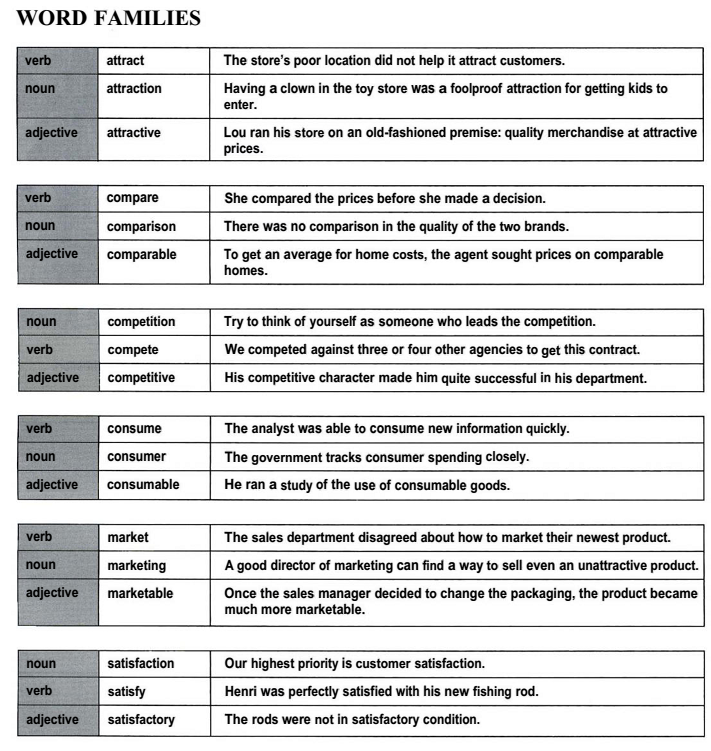 WORD FAMILIES
verb attract The store's poor location did not help it attract customers.
noun attraction Having a clown in the toy store was a foolproof attraction for getting kids to
enter.
adjective attractive Lou ran his store on an old-fashioned premise: quality merchandise at attractive
prices.
verb compare She compared the prices before she made a decision.
noun comparison There was no comparison in the quality of the two brands.
adjective comparable To get an average for home costs, the agent sought prices on comparable
homes.
noun competition Try to think of yourself as someone who leads the competition.
verb compete We competed against three or four other agencies to get this contract.
adjective competitive His competitive character made him quite successful in his department.
verb consume The analyst was able to consume new information quickly.
noun consumer The government tracks consumer spending closely.
adjective consumable He ran a study of the use of consumable goods.
verb market The sales department disagreed about how to market their newest product.
noun marketing A good director of marketing can find a way to sell even an unattractive product.
adjective marketable Once the sales manager decided to change the packaging, the product became
much more marketable.
noun satisfaction Our highest priority is customer satisfaction.
verb satisfy Henri was perfectly satisfied with his new fishing rod.
adjective satisfactory The rods were not in satisfactory condition.